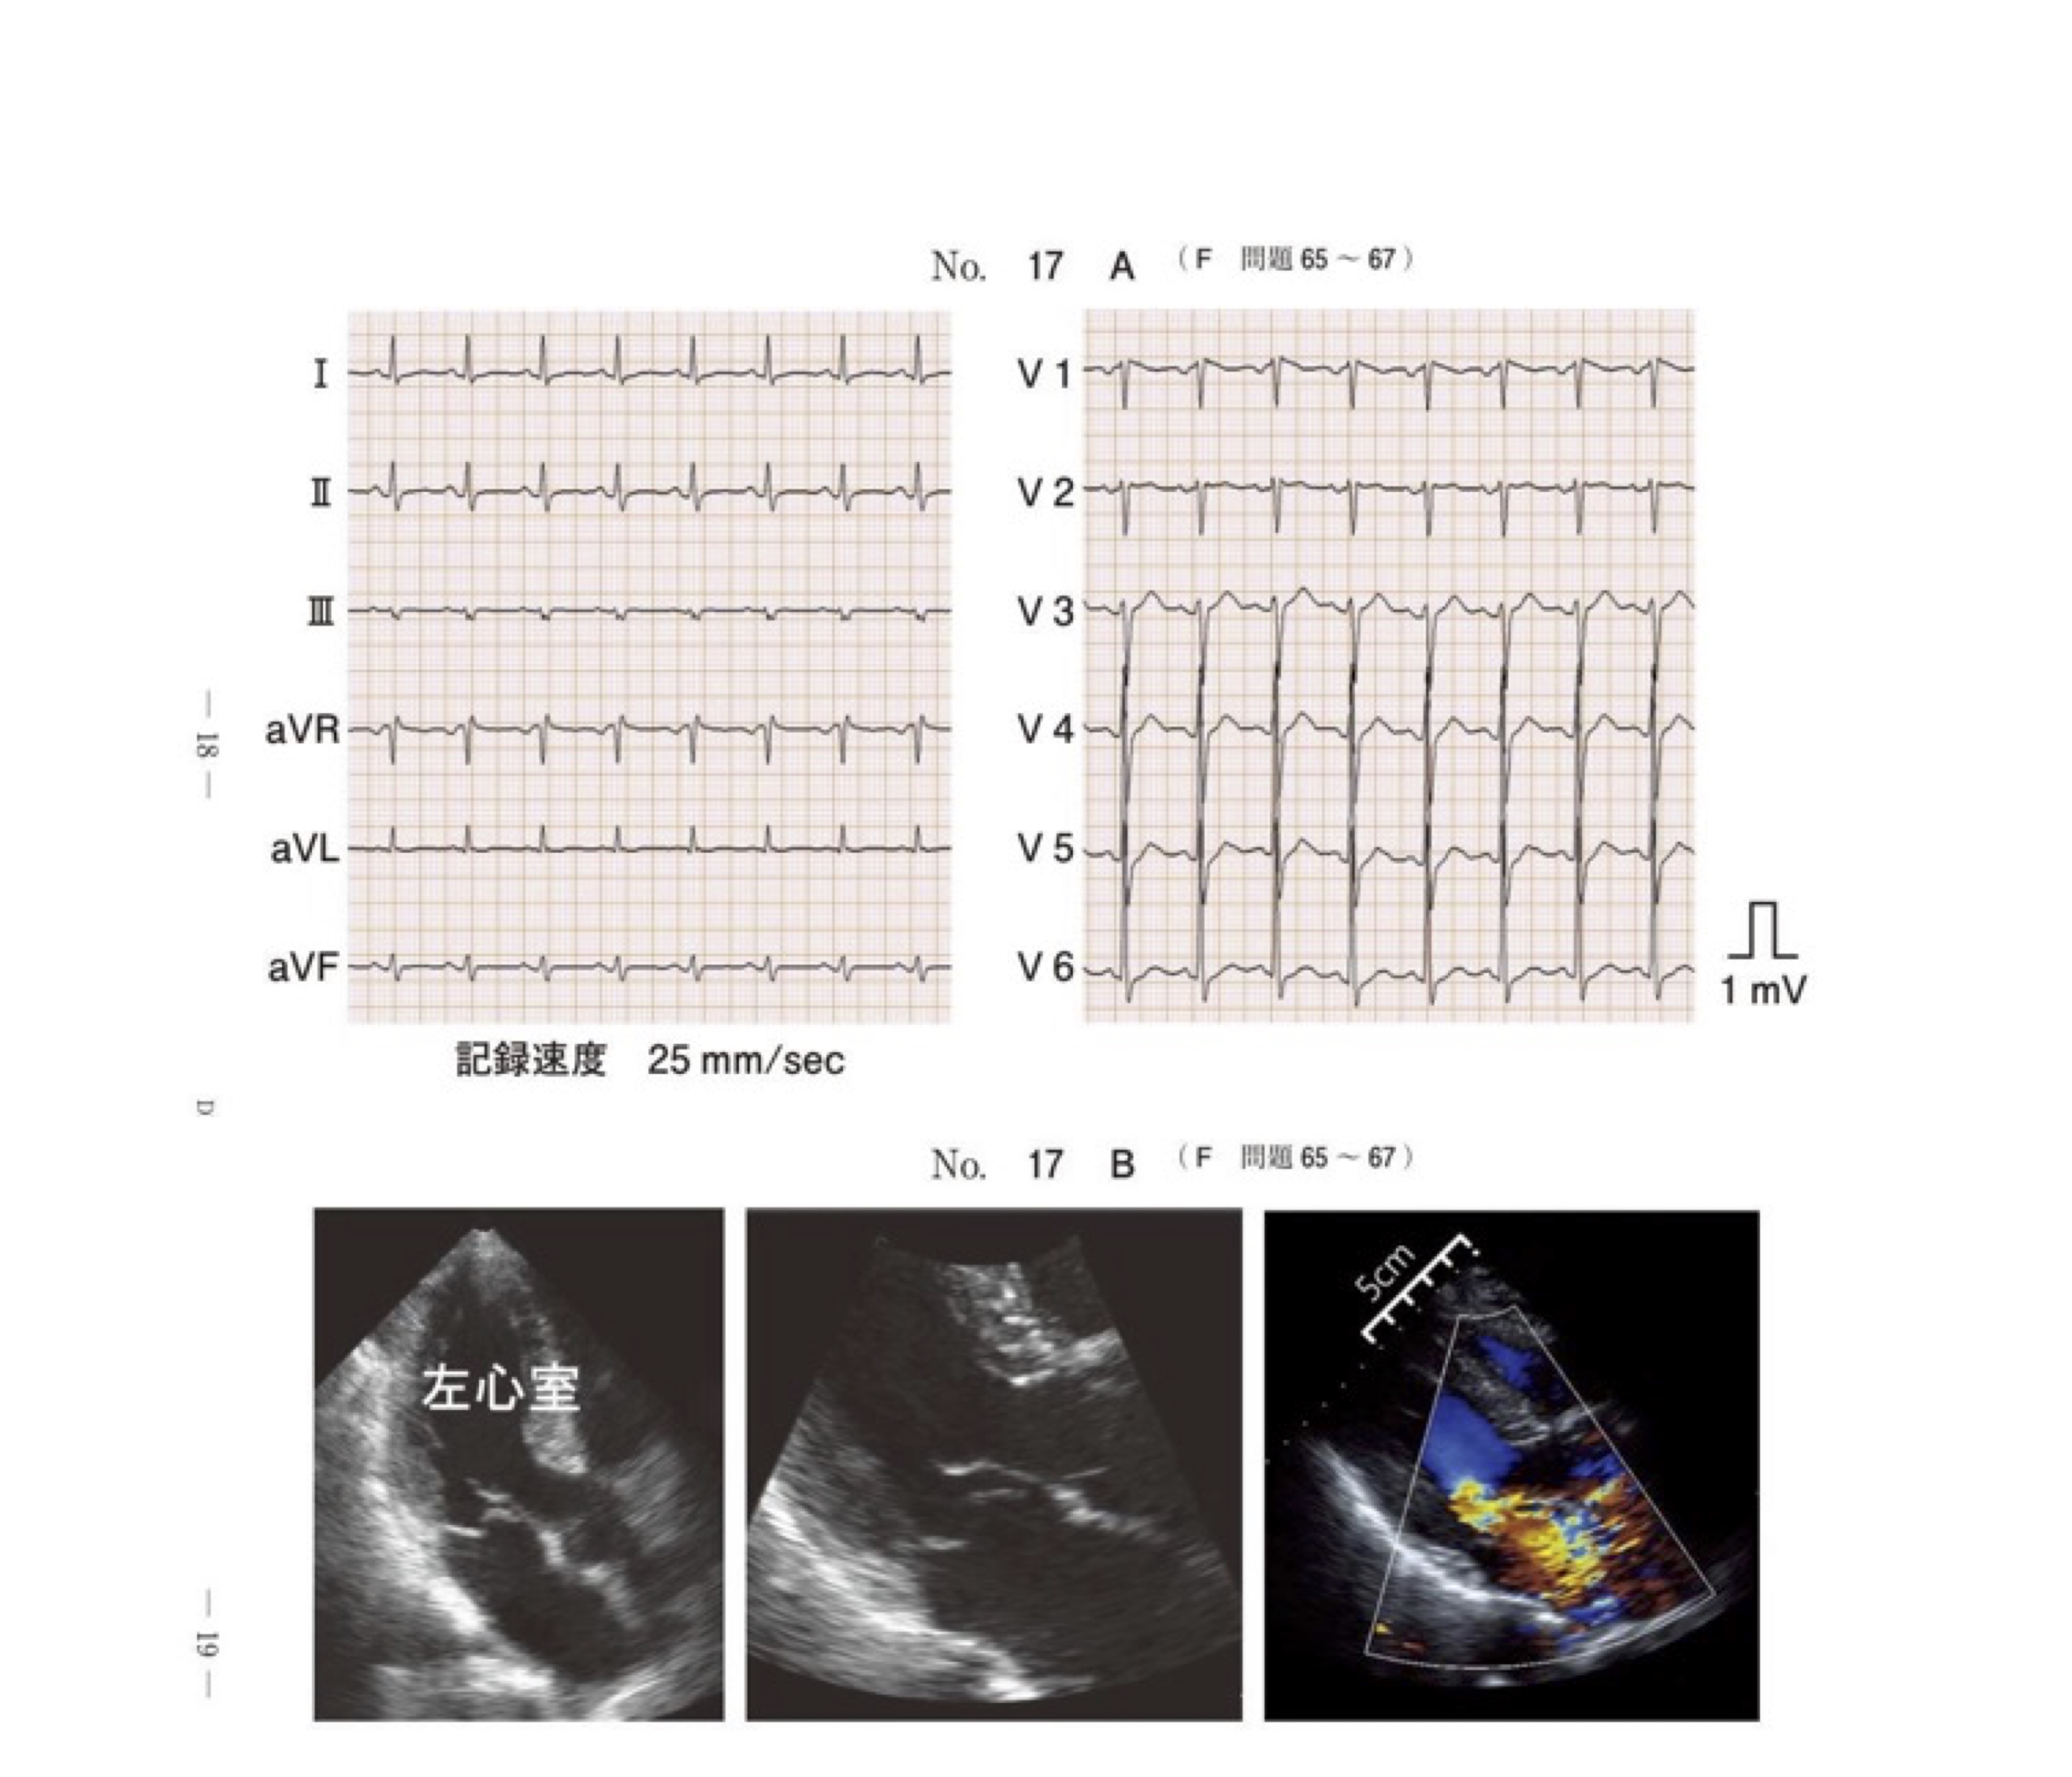 No. 17 A (F 問題 65 ~ 67)
I
II
III
aVR
aVL
aVF
V 1
V 2
V 3
V 4
V 5
V 6
1 mV
記録速度 25 mm/sec
— 18 —
D
No. 17 B (F 問題 65 ~ 67)
左心室
5cm
— 19 —